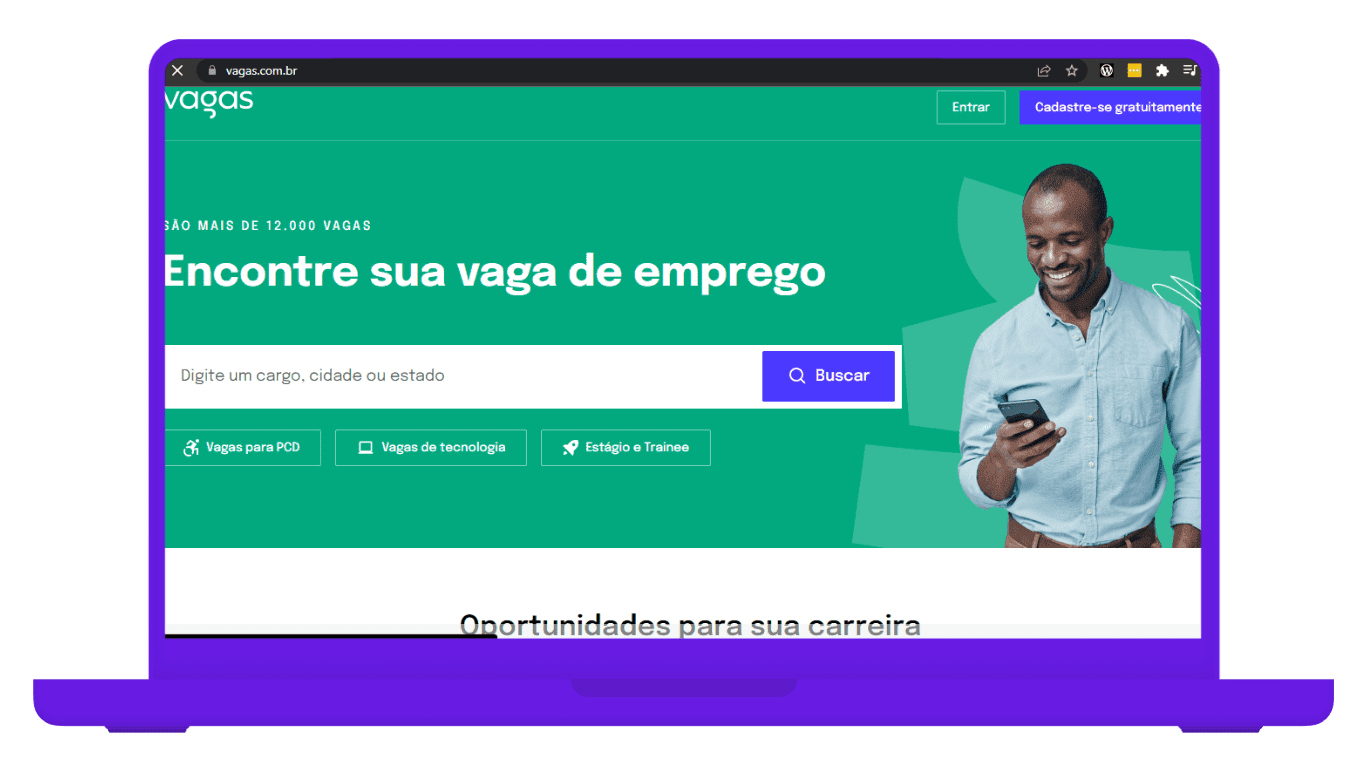 vagas.com.br
vagas
Entrar
Cadastre-se gratuitamente
SÃO MAIS DE 12.000 VAGAS
Encontre sua vaga de emprego
Digite um cargo, cidade ou estado
Buscar
Vagas para PCD
Vagas de tecnologia
Estágio e Trainee
Oportunidades para sua carreira